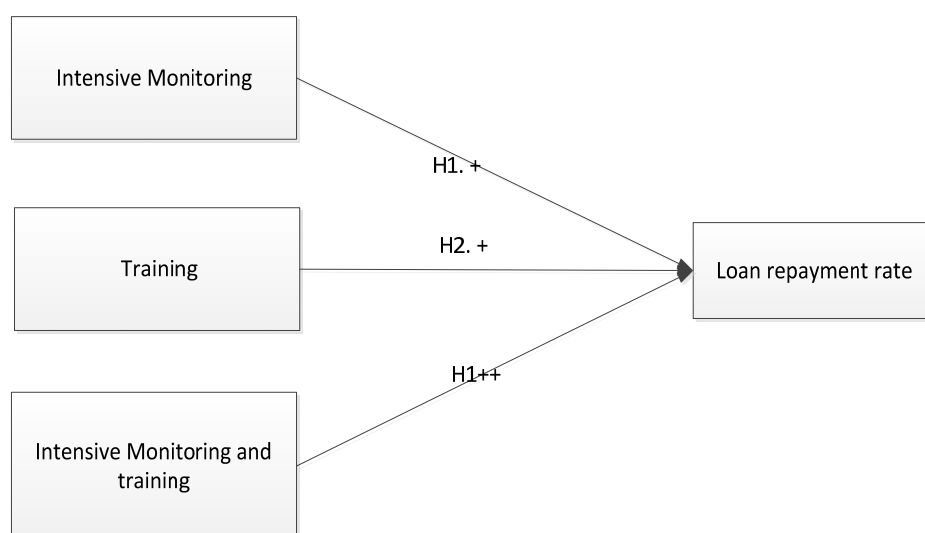 Intensive Monitoring
H1. +
H2. +
Training
Loan repayment rate
H1++
Intensive Monitoring and
training